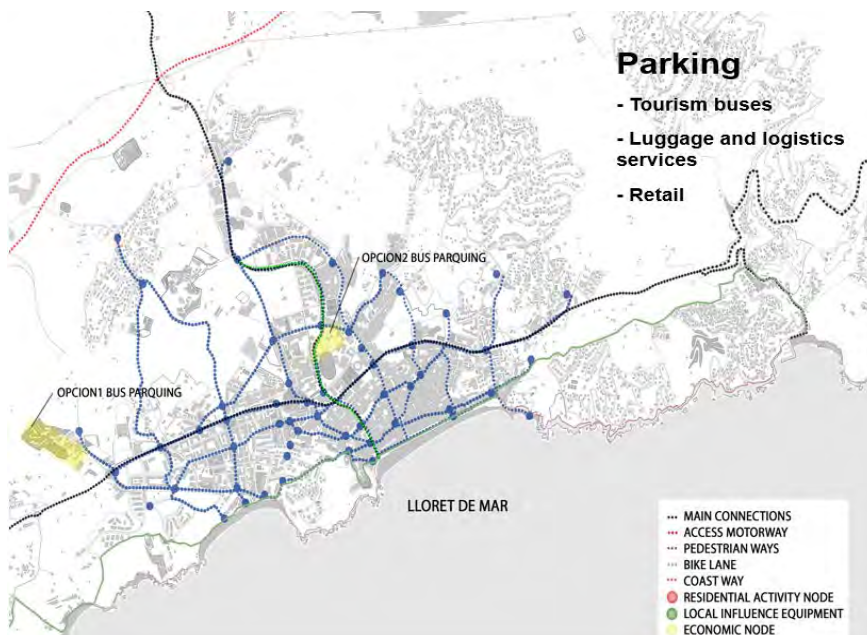 Parking
- Tourism buses
- Luggage and logistics
services
- Retail
OPCION2 BUS PARQUING
OPCION1 BUS PARQUING
LLORET DE MAR
MAIN CONNECTIONS
ACCESS MOTORWAY
PEDESTRIAN WAYS
BIKE LANE
COAST WAY
RESIDENTIAL ACTIVITY NODE
LOCAL INFLUENCE EQUIPMENT
ECONOMIC NODE